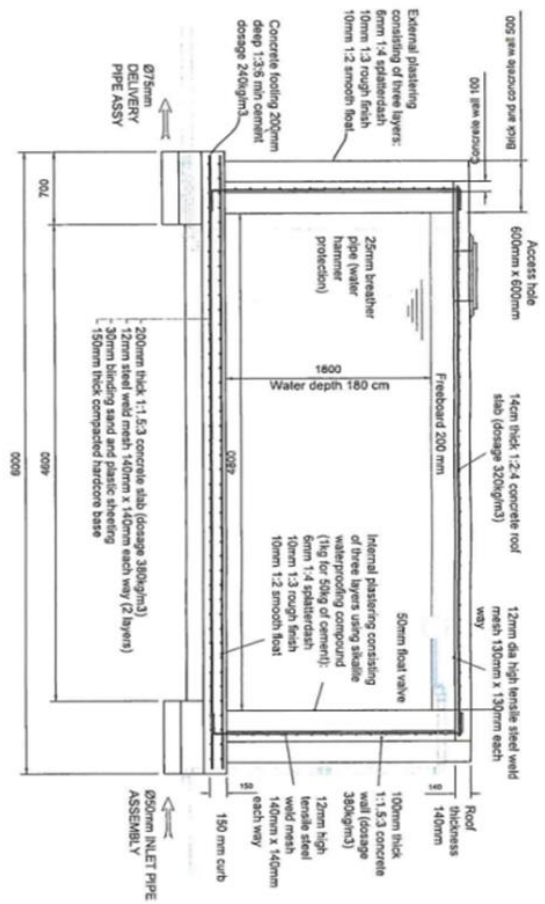 External plastering
consisting of three layers:
6mm 1:4 splatterdash
10mm 1:3 rough finish
10mm 1:2 smooth float
Brick and concrete wall 500
Concrete wall 100
Access hole
600mm x 600mm
14cm thick 1:2:4 concrete roof
slab (dosage 320kg/m3)
12mm dia high tensile steel weld
mesh 130mm x 130mm each
way
Roof
thickness
140mm
140
Freeboard 200 mm
25mm breather
pipe (water
hammer
protection)
1800
Water depth 180 cm
50mm float valve
Internal plastering consisting
of three layers using sikalite
waterproofing compound
(1kg for 50kg of cement):
6mm 1:4 splatterdash
10mm 1:3 rough finish
10mm 1:2 smooth float
100mm thick
1:1.5:3 concrete
wall (dosage
380kg/m3)
12mm high
tensile steel
weld mesh
140mm x 140mm
each way
150
150 mm curb
4800
Concrete footing 200mm
deep 1:3:6 min cement
dosage 240kg/m3.
Ø75mm
DELIVERY
PIPE ASSY
- 200mm thick 1:1.5:3 concrete slab (dosage 380kg/m3)
- 12mm steel weld mesh 140mm x 140mm each way (2 layers)
- 30mm blinding sand and plastic sheeting
- 150mm thick compacted hardcore base
Ø50mm INLET PIPE
ASSEMBLY
700
4600
6000